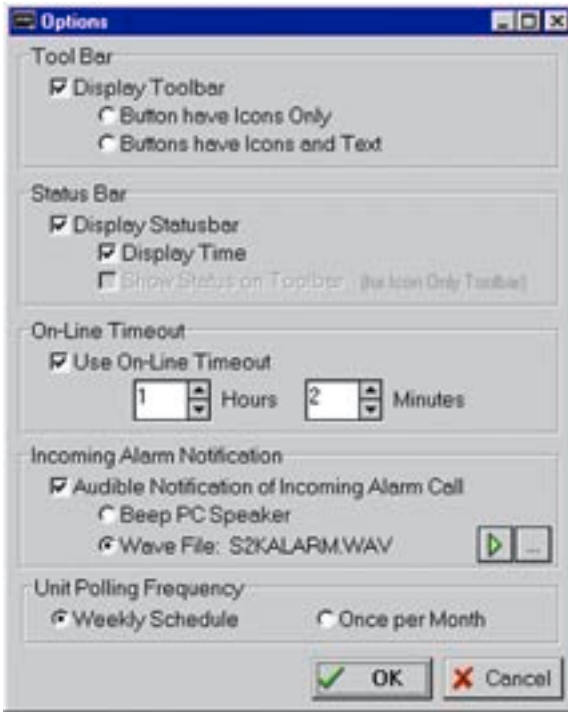 Options
Tool Bar
Display Toolbar
Button have Icons Only
Buttons have Icons and Text
Status Bar
Display Statusbar
Display Time
Show Status on Toolbar (for Icon Only Toolbar)
On-Line Timeout
Use On-Line Timeout
1 Hours 2 Minutes
Incoming Alarm Notification
Audible Notification of Incoming Alarm Call
Beep PC Speaker
Wave File: S2KALARM.WAV ...
Unit Polling Frequency
Weekly Schedule Once per Month
OK Cancel